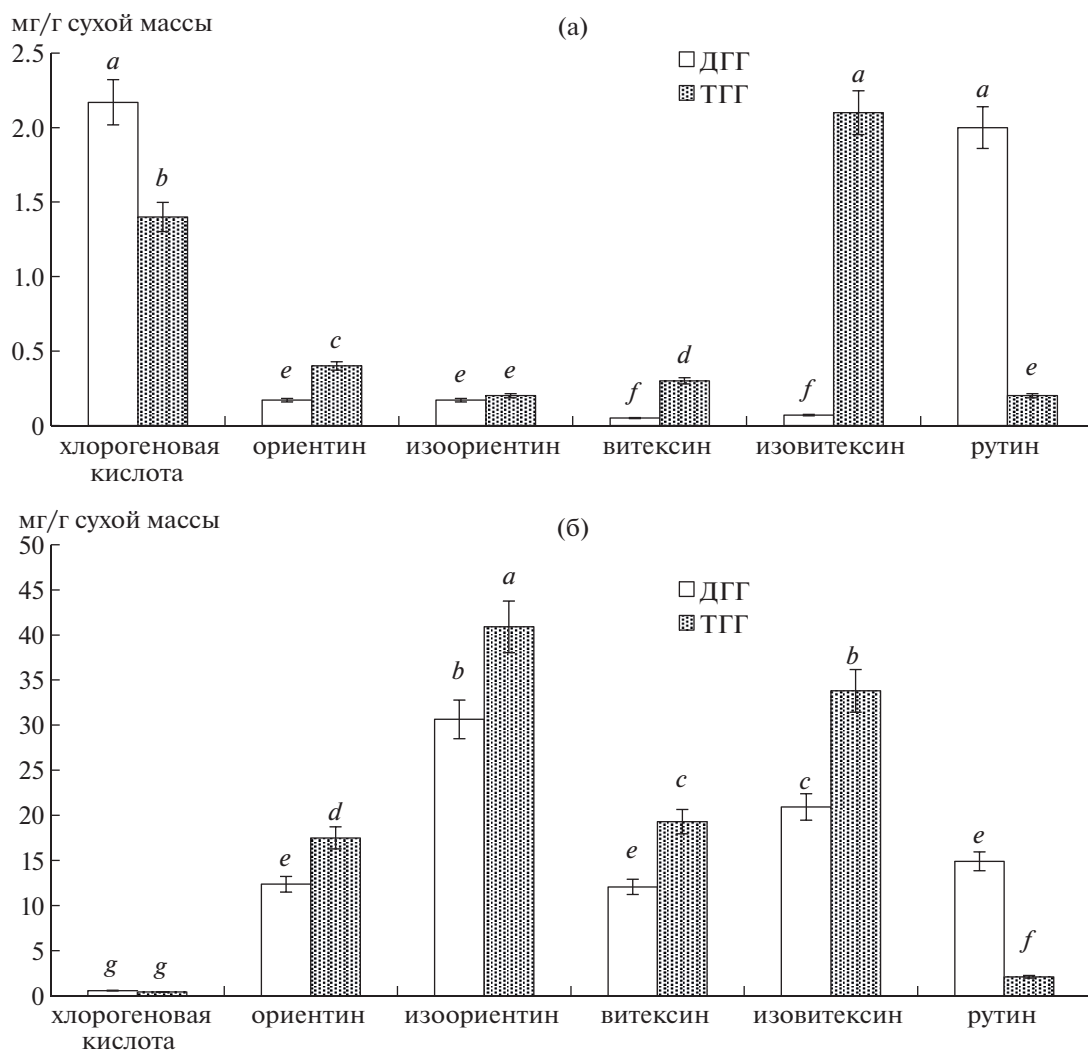 мг/г сухой массы
(а)
2.5
2.0
1.5
1.0
0.5
0
ДГГ
ТГГ
a
b
e
c
e
e
f
d
f
a
a
e
хлорогеновая кислота
ориентин
изоориентин
витексин
изовитексин
рутин
мг/г сухой массы
(б)
50
45
40
35
30
25
20
15
10
5
0
ДГГ
ТГГ
g
g
e
d
b
a
e
c
c
b
e
f
хлорогеновая кислота
ориентин
изоориентин
витексин
изовитексин
рутин